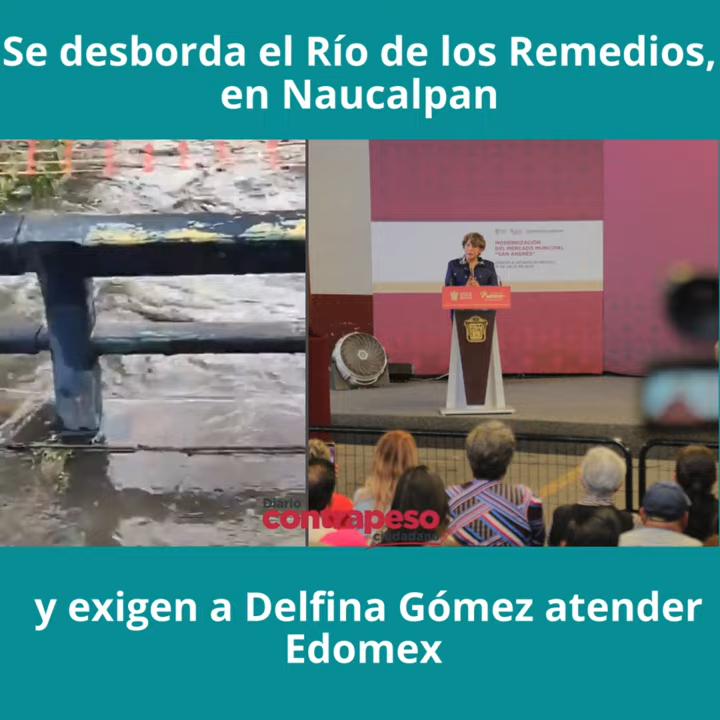 Se desborda el Río de los Remedios,
en Naucalpan
MODERNIZACIÓN
DEL MERCADO MUNICIPAL
"SAN ANDRÉS"
Diario
contrapeso
ciudadano
y exigen a Delfina Gómez atender
Edomex